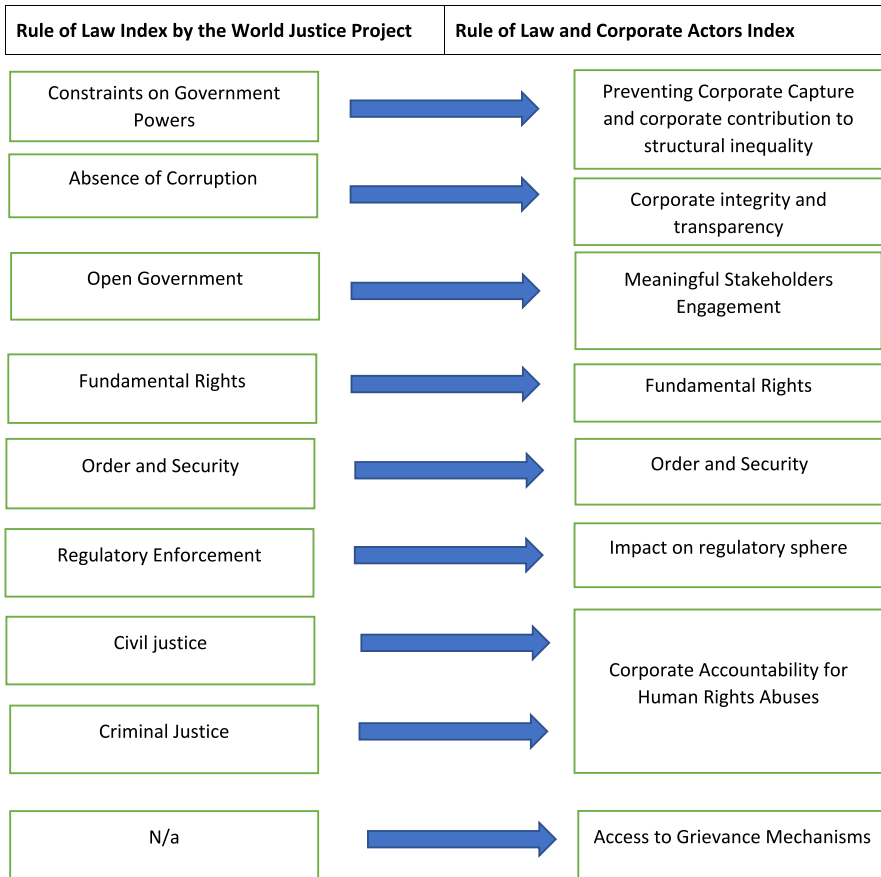 Rule of Law Index by the World Justice Project
Rule of Law and Corporate Actors Index
Constraints on Government
Powers
Preventing Corporate Capture
and corporate contribution to
structural inequality
Absence of Corruption
Corporate integrity and
transparency
Open Government
Meaningful Stakeholders
Engagement
Fundamental Rights
Fundamental Rights
Order and Security
Order and Security
Regulatory Enforcement
Impact on regulatory sphere
Civil justice
Criminal Justice
Corporate Accountability for
Human Rights Abuses
N/a
Access to Grievance Mechanisms